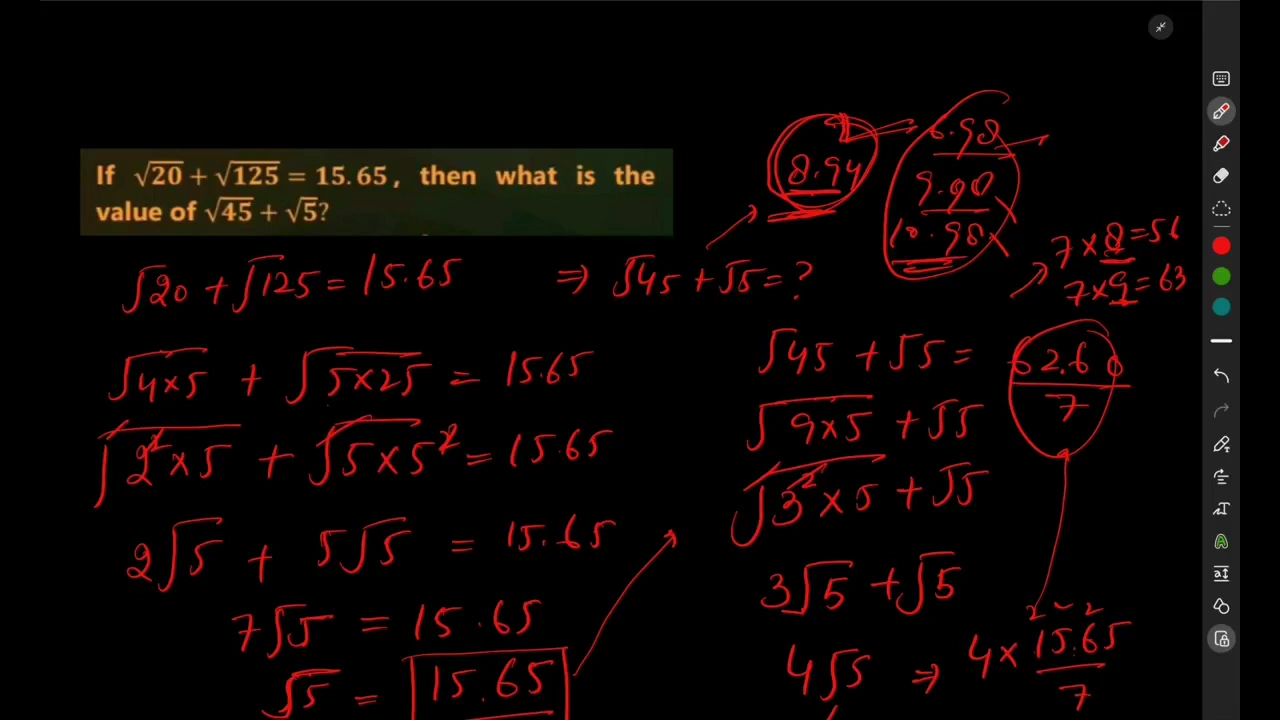 If √20 + √125 = 15.65, then what is the
value of √45 + √5?
√20 + √125 = 15.65 ⇒ √45 + √5 = ?
√4×5 + √5×25 = 15.65
√2²×5 + √5×5² = 15.65
2√5 + 5√5 = 15.65
7√5 = 15.65
√5 = 15.65
8.94
6.98
9.90
10.98
7×8=56
7×9=63
√45 + √5 = 62.60
7
√9×5 + √5
√3²×5 + √5
3√5 + √5
2 2 2
4√5 ⇒ 4× 15.65
7